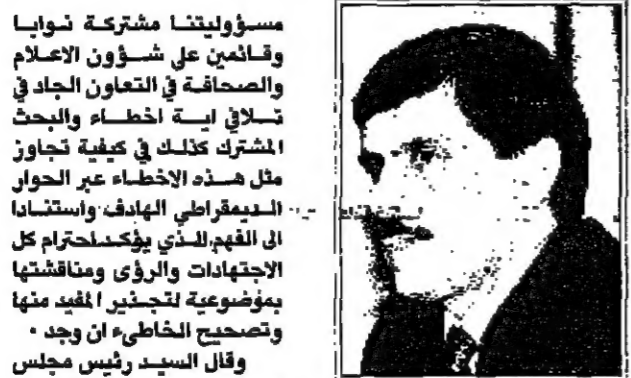 مسؤوليتنا مشتركة نوابا
وقائمين على شؤون الاعلام
والصحافة في التعاون الجاد في
تلافي اية اخطاء والبحث
المشترك كذلك في كيفية تجاوز
مثل هذه الاخطاء عبر الحوار
الديمقراطي الهادف واستنادا
الى الفهم الذي يؤكد احترام كل
الاجتهادات والرؤى ومناقشتها
بموضوعية لتجذير المفيد منها
وتصحيح الخاطىء ان وجد .
وقال السيد رئيس مجلس